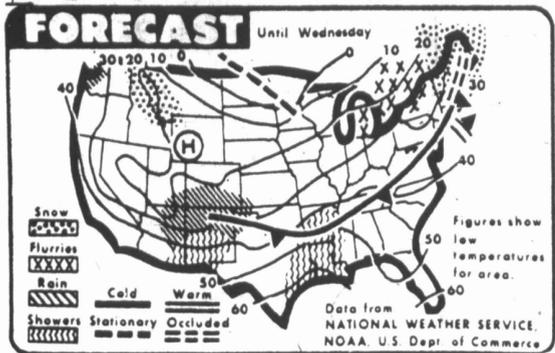 FORECAST Until Wednesday
30 20 10 0 0 10 20
40 30
H
40
Snow
Flurries
XXXX
Rain
Showers
Cold Warm
Stationary Occluded
50 50
60 60
Figures show
low
temperatures
for area.
Data from
NATIONAL WEATHER SERVICE,
NOAA, U.S. Dept. of Commerce